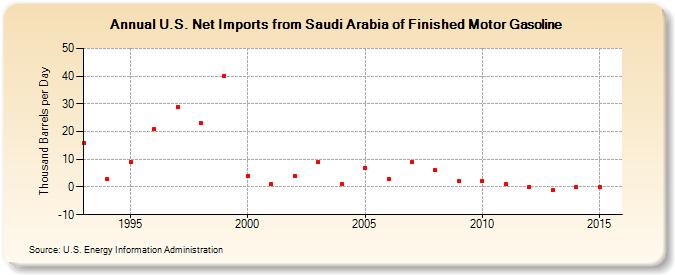 Annual U.S. Net Imports from Saudi Arabia of Finished Motor Gasoline
Thousand Barrels per Day
50
40
30
20
10
0
-10
1995 2000 2005 2010 2015
Source: U.S. Energy Information Administration